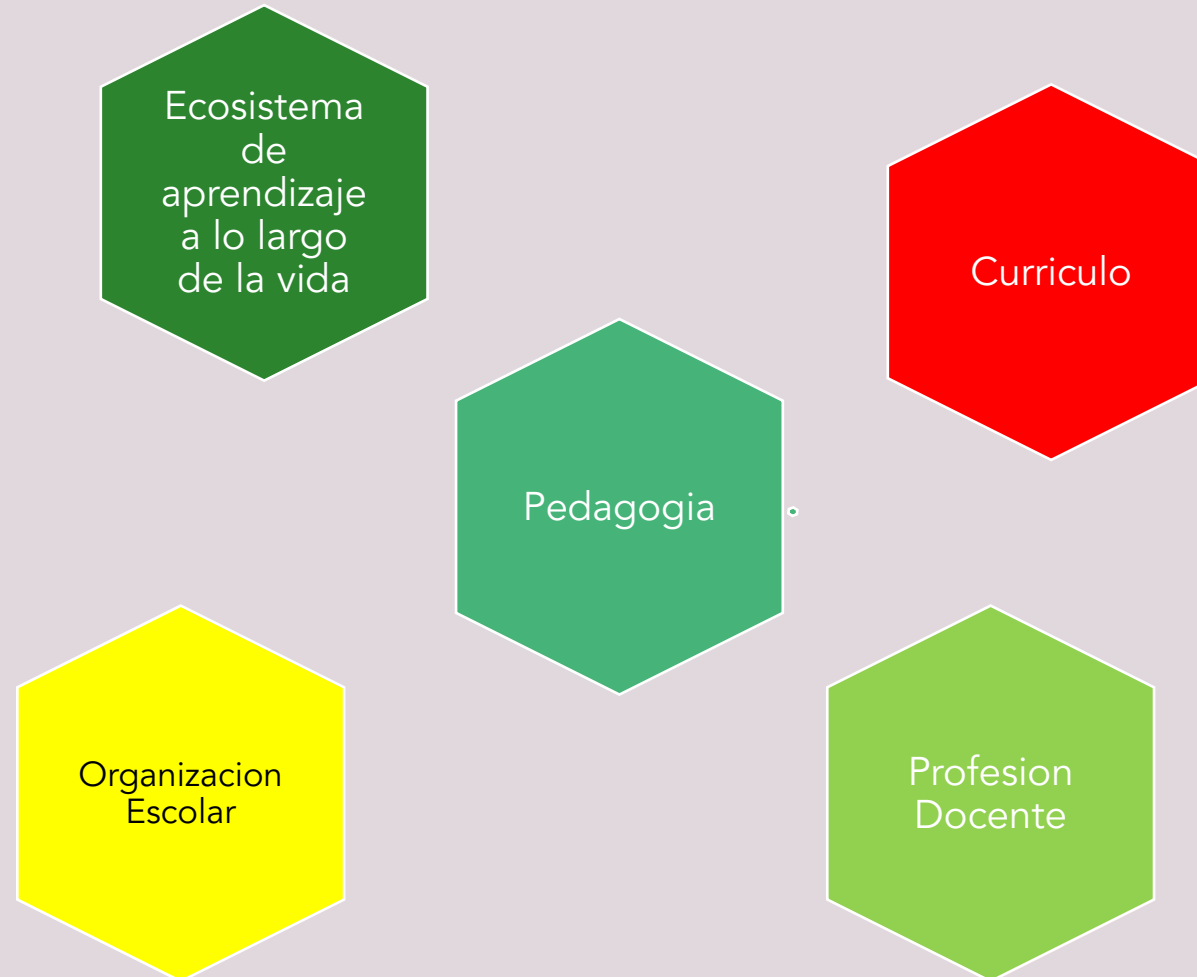 Ecosistema
de
aprendizaje
a lo largo
de la vida
Curriculo
Pedagogia
Organizacion
Escolar
Profesion
Docente